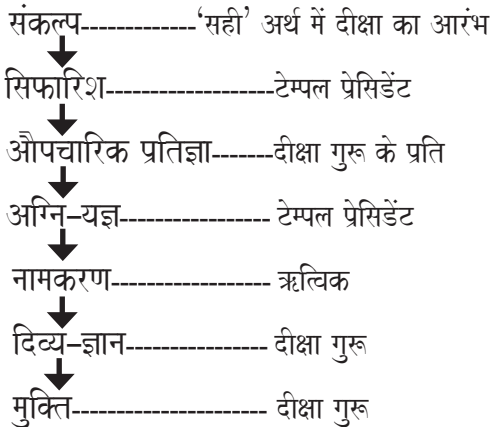 संकल्प-------------‘सही’ अर्थ में दीक्षा का आरंभ
सिफारिश-------------------टेम्पल प्रेसिडेंट
औपचारिक प्रतिज्ञा-------दीक्षा गुरू के प्रति
अग्नि–यज्ञ----------------- टेम्पल प्रेसिडेंट
नामकरण------------------ ऋत्विक
दिव्य–ज्ञान---------------- दीक्षा गुरू
मुक्ति---------------------- दीक्षा गुरू